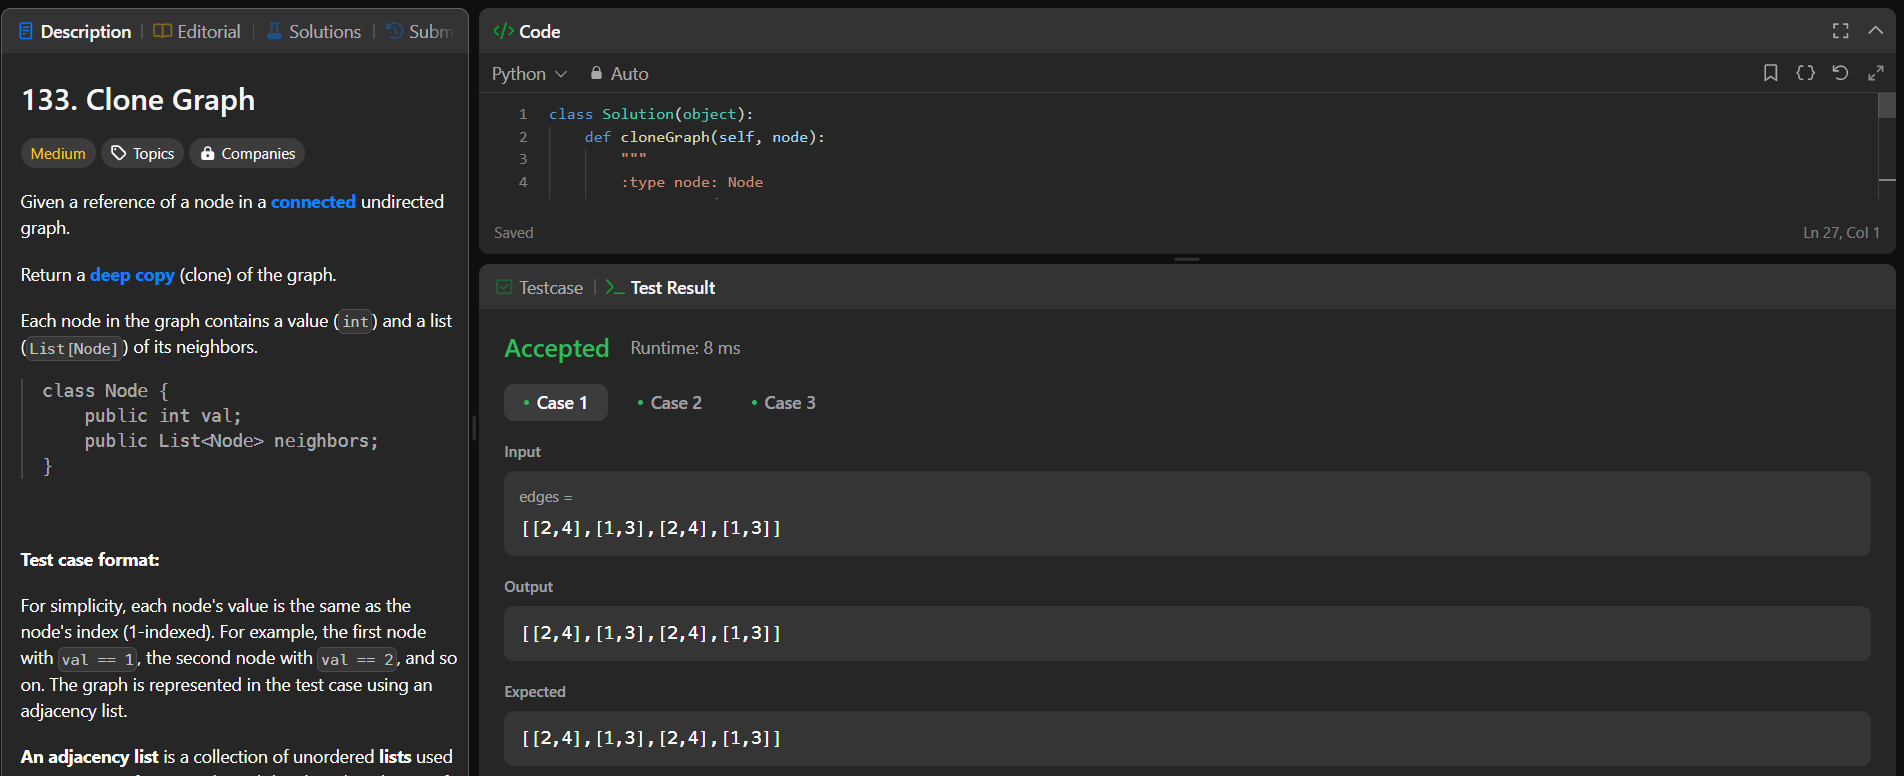 Description | Editorial | Solutions | Subm
133. Clone Graph
Medium Topics Companies
Given a reference of a node in a connected undirected
graph.
Return a deep copy (clone) of the graph.
Each node in the graph contains a value (int) and a list
(List[Node]) of its neighbors.
class Node {
    public int val;
    public List<Node> neighbors;
}
Test case format:
For simplicity, each node's value is the same as the
node's index (1-indexed). For example, the first node
with val == 1, the second node with val == 2, and so
on. The graph is represented in the test case using an
adjacency list.
An adjacency list is a collection of unordered lists used
</> Code
Python Auto
1 class Solution(object):
2     def cloneGraph(self, node):
3         """
4         :type node: Node
Saved Ln 27, Col 1
Testcase | >_ Test Result
Accepted Runtime: 8 ms
• Case 1 • Case 2 • Case 3
Input
edges =
[[2,4],[1,3],[2,4],[1,3]]
Output
[[2,4],[1,3],[2,4],[1,3]]
Expected
[[2,4],[1,3],[2,4],[1,3]]